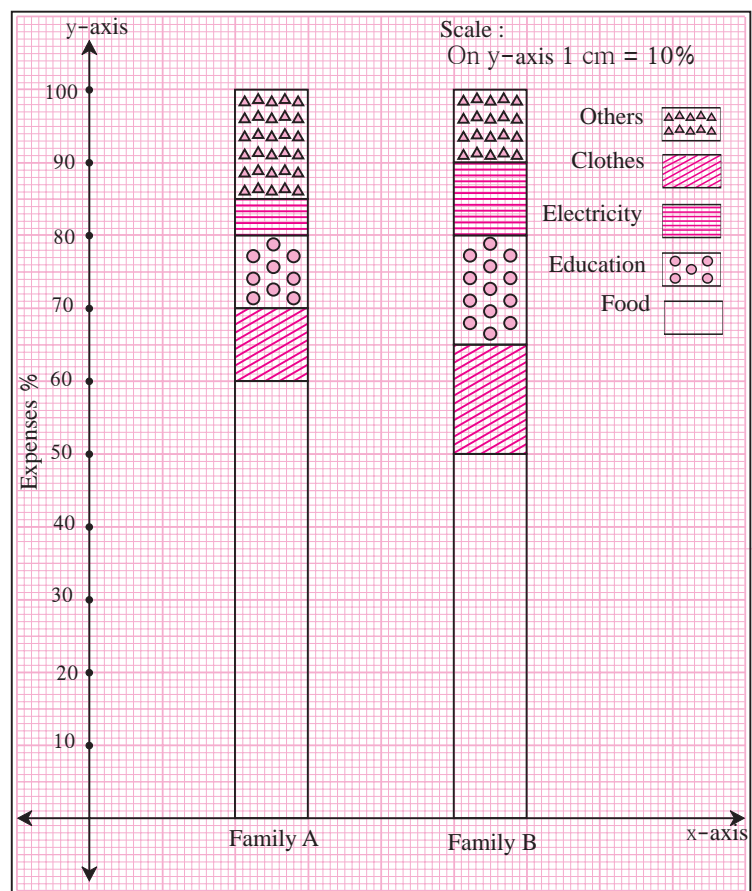 y-axis
Scale :
On y-axis 1 cm = 10%
100
90
80
70
60
50
40
30
20
10
Expenses %
Others
Clothes
Electricity
Education
Food
Family A
Family B
x-axis